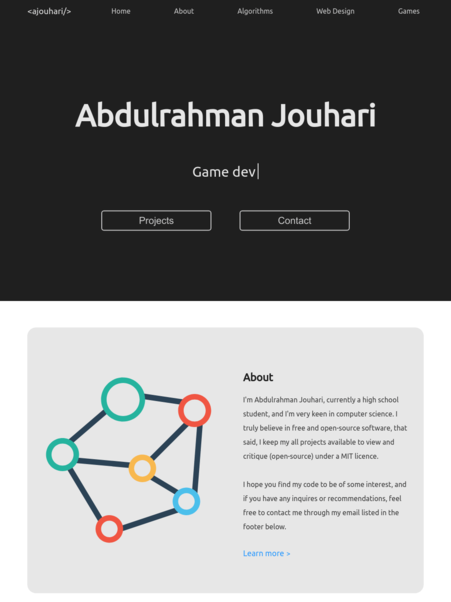 <ajouhari/> Home About Algorithms Web Design Games
Abdulrahman Jouhari
Game dev
Projects Contact
About
I'm Abdulrahman Jouhari, currently a high school
student, and I'm very keen in computer science. I
truly believe in free and open-source software, that
said, I keep my all projects available to view and
critique (open-source) under a MIT licence.
I hope you find my code to be of some interest, and
if you have any inquires or recommendations, feel
free to contact me through my email listed in the
footer below.
Learn more >